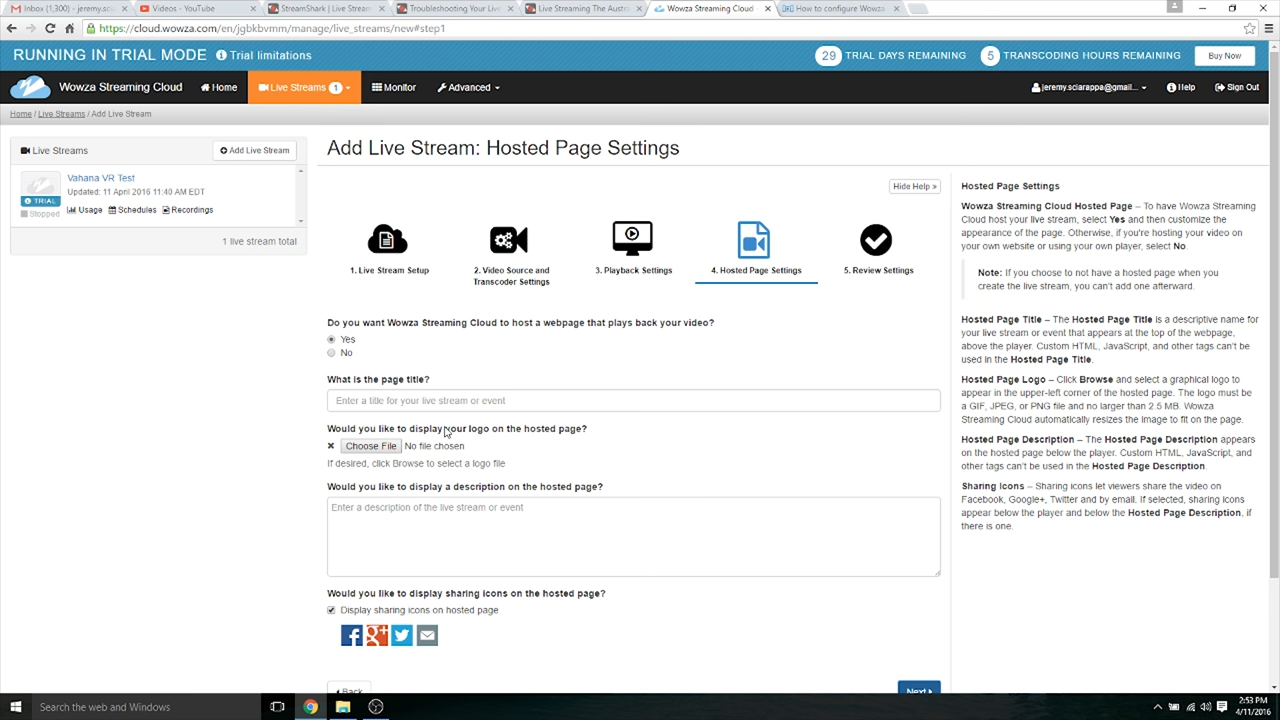 Inbox (1,300) - jeremy.sciarap
Videos - YouTube
StreamShark | Live Stream
Troubleshooting Your Live
Live Streaming The Austra
Wowza Streaming Cloud
How to configure Wowza
https://cloud.wowza.com/en/jgbkbvmm/manage/live_streams/new#step1
RUNNING IN TRIAL MODE Trial limitations
29 TRIAL DAYS REMAINING 5 TRANSCODING HOURS REMAINING Buy Now
Wowza Streaming Cloud Home Live Streams 1 Monitor Advanced
jeremy.sciarappa@gmail... Help Sign Out
Home / Live Streams / Add Live Stream
Live Streams Add Live Stream
Vahana VR Test
Updated: 11 April 2016 11:40 AM EDT
TRIAL
Stopped
Usage Schedules Recordings
1 live stream total
Add Live Stream: Hosted Page Settings
Hide Help »
1. Live Stream Setup
2. Video Source and
Transcoder Settings
3. Playback Settings
4. Hosted Page Settings
5. Review Settings
Do you want Wowza Streaming Cloud to host a webpage that plays back your video?
Yes
No
What is the page title?
Enter a title for your live stream or event
Would you like to display your logo on the hosted page?
Choose File No file chosen
If desired, click Browse to select a logo file
Would you like to display a description on the hosted page?
Enter a description of the live stream or event
Would you like to display sharing icons on the hosted page?
Display sharing icons on hosted page
Back
Next
Hosted Page Settings
Wowza Streaming Cloud Hosted Page – To have Wowza Streaming
Cloud host your live stream, select Yes and then customize the
appearance of the page. Otherwise, if you're hosting your video on
your own website or using your own player, select No.
Note: If you choose to not have a hosted page when you
create the live stream, you can't add one afterward.
Hosted Page Title – The Hosted Page Title is a descriptive name for
your live stream or event that appears at the top of the webpage,
above the player. Custom HTML, JavaScript, and other tags can't be
used in the Hosted Page Title.
Hosted Page Logo – Click Browse and select a graphical logo to
appear in the upper-left corner of the hosted page. The logo must be
a GIF, JPEG, or PNG file and no larger than 2.5 MB. Wowza
Streaming Cloud automatically resizes the image to fit on the page.
Hosted Page Description – The Hosted Page Description appears
on the hosted page below the player. Custom HTML, JavaScript, and
other tags can't be used in the Hosted Page Description.
Sharing Icons – Sharing icons let viewers share the video on
Facebook, Google+, Twitter and by email. If selected, sharing icons
appear below the player and below the Hosted Page Description, if
there is one.
Search the web and Windows
2:53 PM
4/11/2016